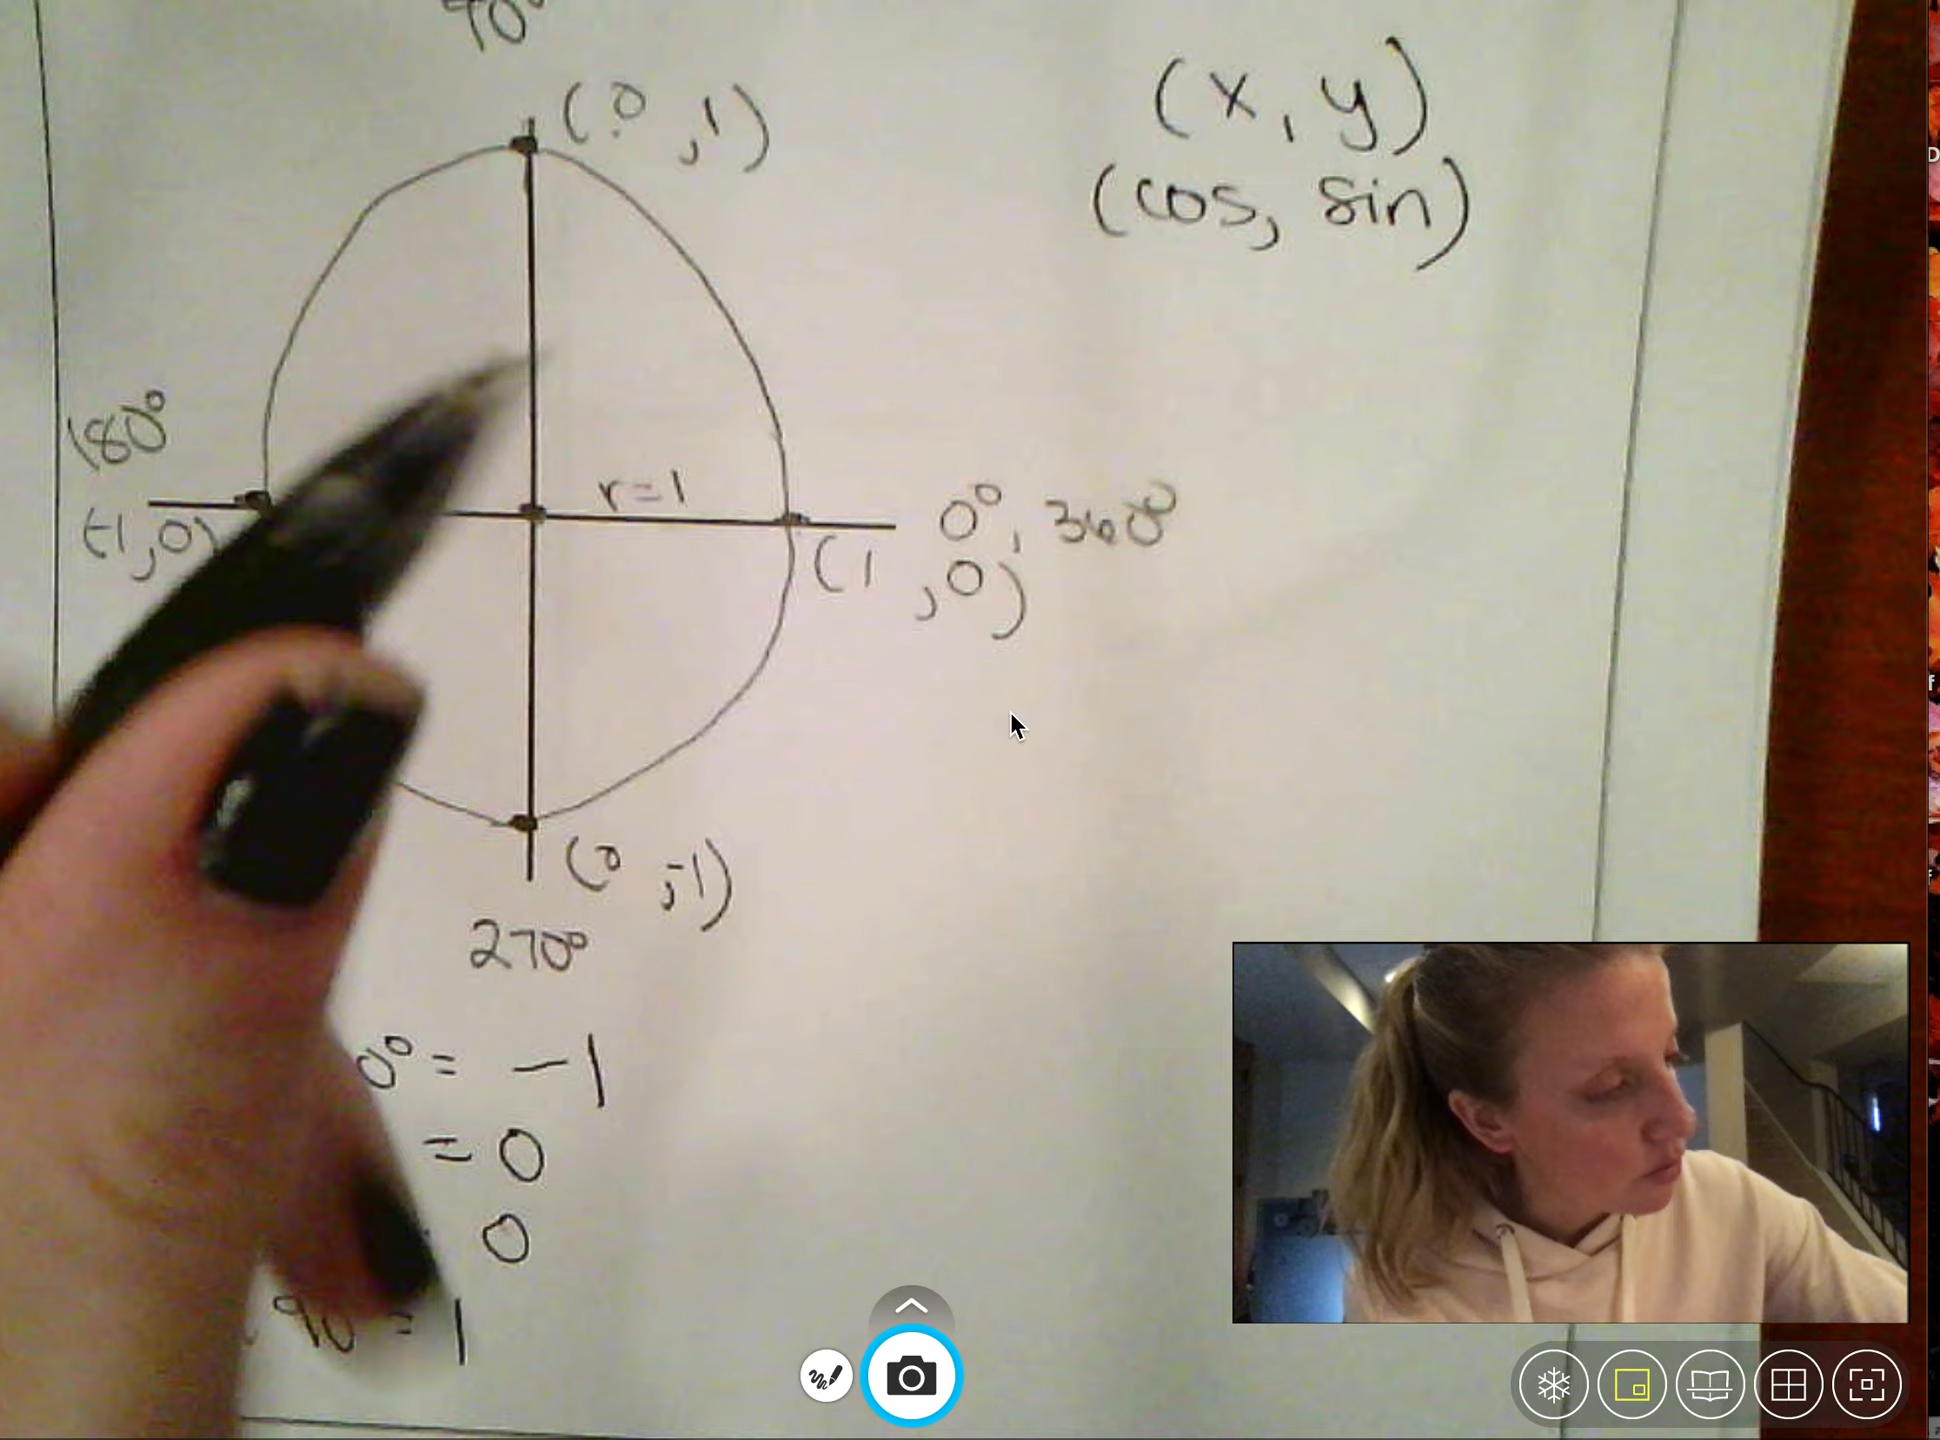 90°
(0,1)
(x, y)
(cos, sin)
180°
r=1
0°, 360°
(-1,0)
(1,0)
(0,-1)
270°
0° = -1
= 0
0
90 = 1